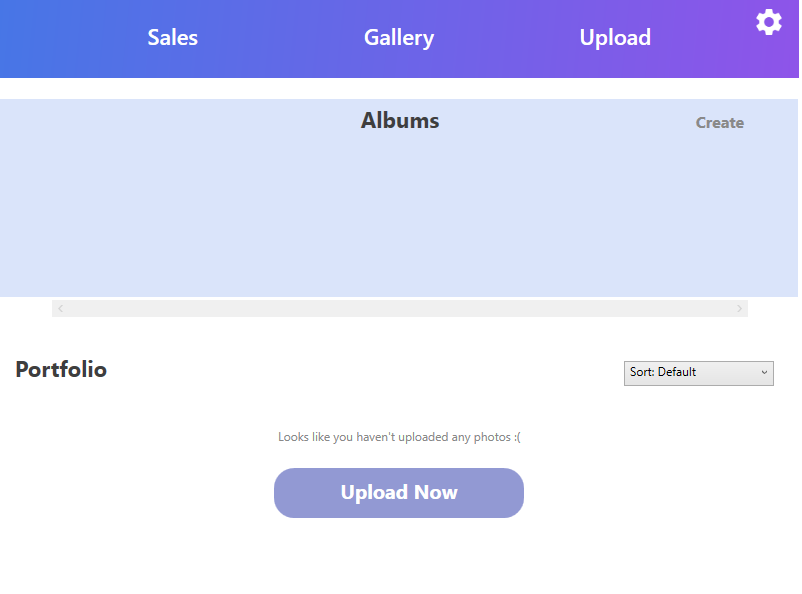 Sales Gallery Upload
Albums
Create
Portfolio
Sort: Default
Looks like you haven't uploaded any photos :(
Upload Now